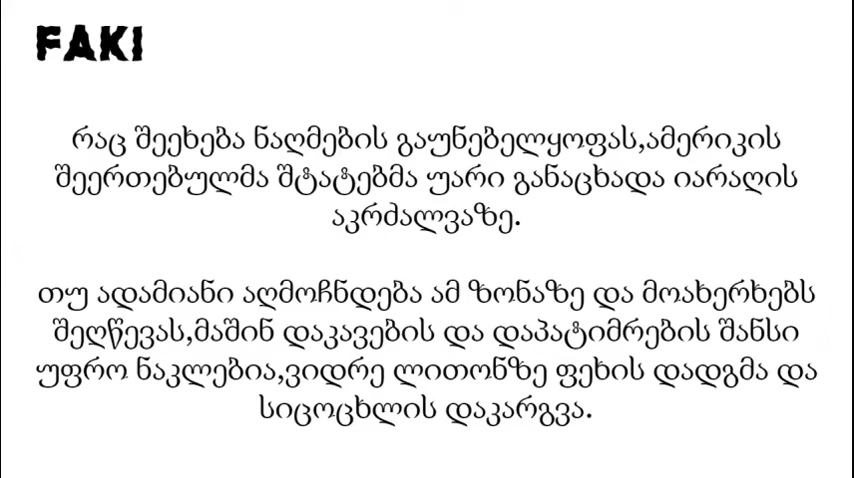 FAKI
რაც შეეხება ნაღმების გაუნებელყოფას,ამერიკის
შეერთებულმა შტატებმა უარი განაცხადა იარაღის
აკრძალვაზე.
თუ ადამიანი აღმოჩნდება ამ ზონაზე და მოახერხებს
შეღწევას,მაშინ დაკავების და დაპატიმრების შანსი
უფრო ნაკლებია,ვიდრე ლითონზე ფეხის დადგმა და
სიცოცხლის დაკარგვა.